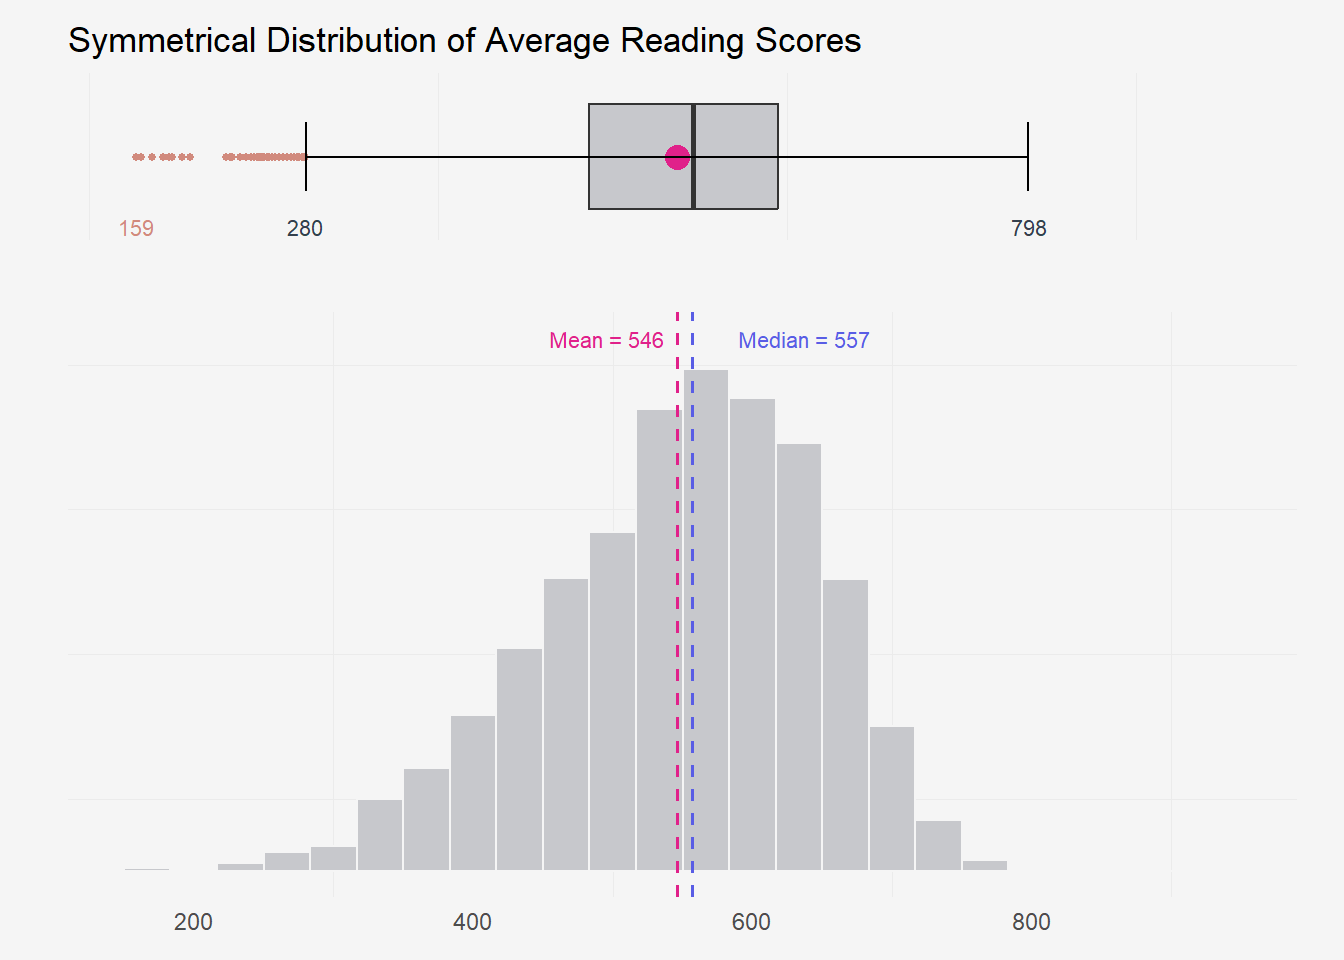 Symmetrical Distribution of Average Reading Scores
159 280 798
Mean = 546 Median = 557
200 400 600 800